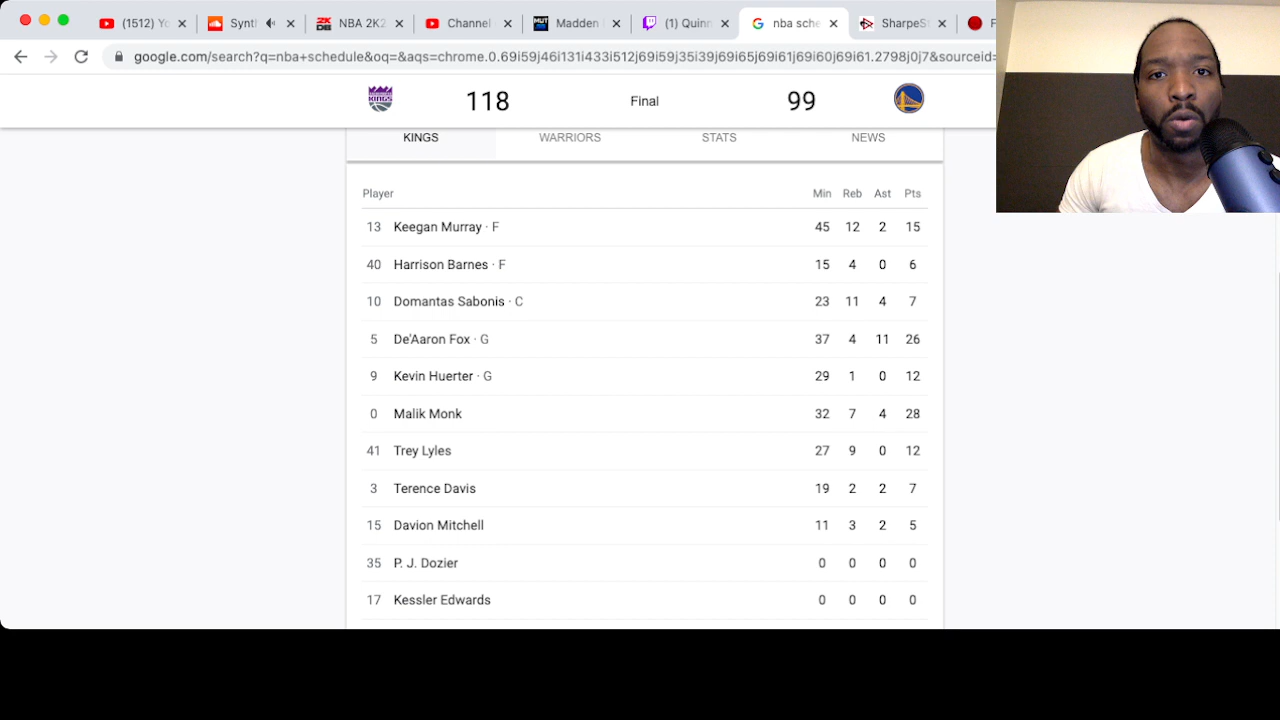 (1512) Yo
Synth
NBA 2K2
Channel
Madden
(1) Quinn
nba sche
SharpeSt
F
google.com/search?q=nba+schedule&oq=&aqs=chrome.0.69i59j46i131i433i512j69i59j35i39j69i65j69i61j69i60j69i61.2798j0j7&sourceid=
KINGS 118 Final 99
KINGS WARRIORS STATS NEWS
Player Min Reb Ast Pts
13 Keegan Murray · F 45 12 2 15
40 Harrison Barnes · F 15 4 0 6
10 Domantas Sabonis · C 23 11 4 7
5 De'Aaron Fox · G 37 4 11 26
9 Kevin Huerter · G 29 1 0 12
0 Malik Monk 32 7 4 28
41 Trey Lyles 27 9 0 12
3 Terence Davis 19 2 2 7
15 Davion Mitchell 11 3 2 5
35 P. J. Dozier 0 0 0 0
17 Kessler Edwards 0 0 0 0